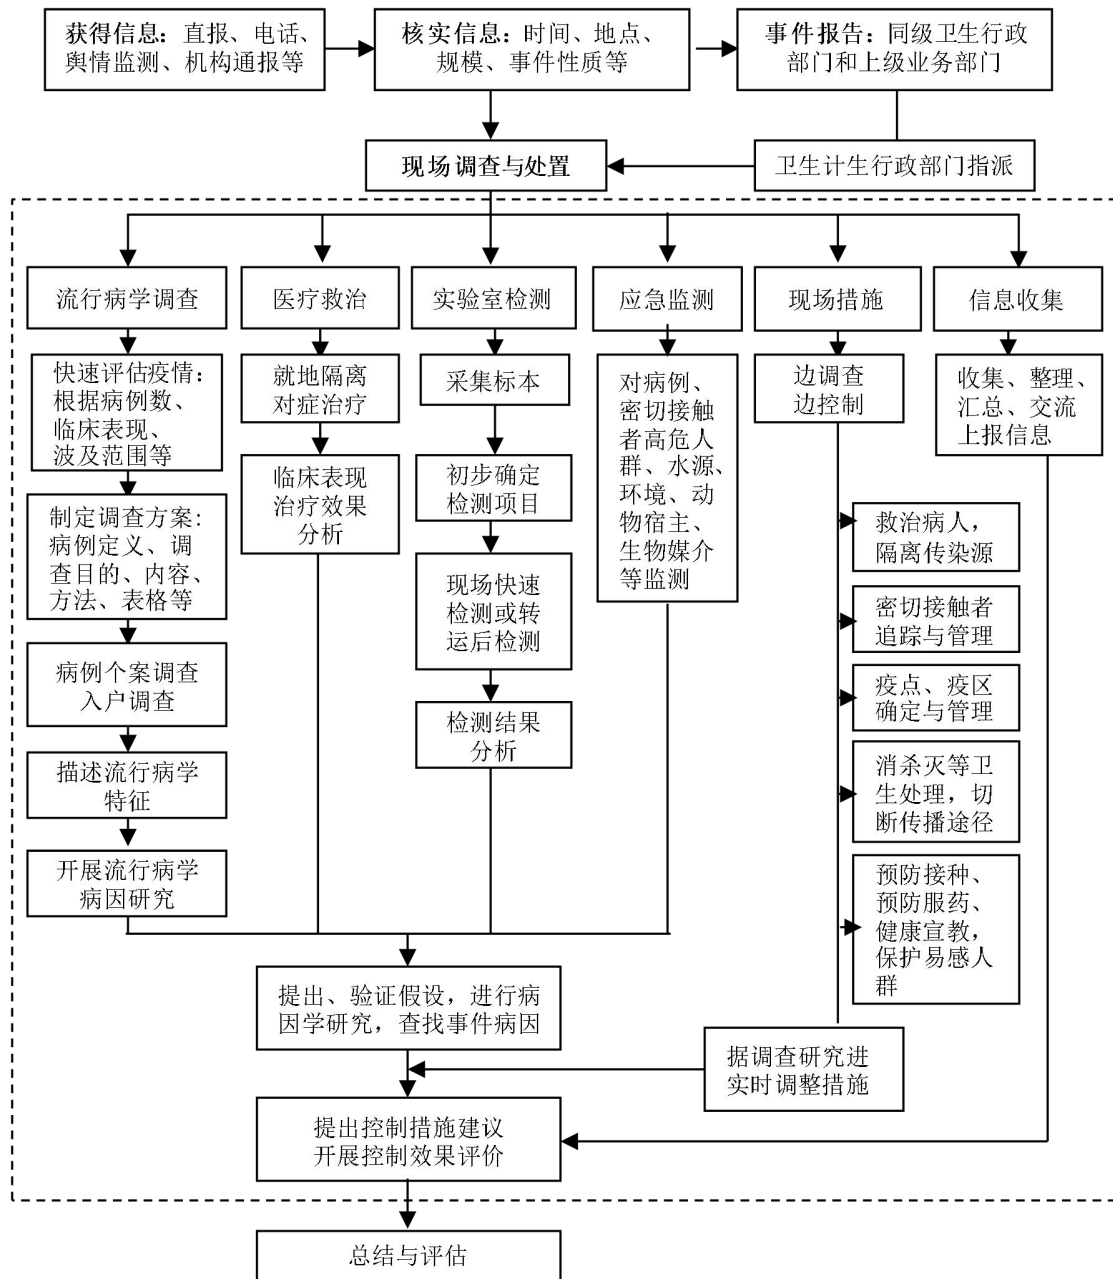 获得信息：直报、电话、
舆情监测、机构通报等
核实信息：时间、地点、
规模、事件性质等
事件报告：同级卫生行政
部门和上级业务部门
现场调查与处置
卫生计生行政部门指派
流行病学调查
医疗救治
实验室检测
应急监测
现场措施
信息收集
快速评估疫情：
根据病例数、
临床表现、
波及范围等
制定调查方案：
病例定义、调
查目的、内容、
方法、表格等
病例个案调查
入户调查
描述流行病学
特征
开展流行病学
病因研究
就地隔离
对症治疗
临床表现
治疗效果
分析
采集标本
初步确定
检测项目
现场快速
检测或转
运后检测
检测结果
分析
对病例、
密切接触
者高危人
群、水源、
环境、动
物宿主、
生物媒介
等监测
边调查
边控制
救治病人，
隔离传染源
密切接触者
追踪与管理
疫点、疫区
确定与管理
消杀灭等卫
生处理，切
断传播途径
预防接种、
预防服药、
健康宣教，
保护易感人
群
收集、整理、
汇总、交流
上报信息
提出、验证假设，进行病
因学研究，查找事件病因
据调查研究进
实时调整措施
提出控制措施建议
开展控制效果评价
总结与评估